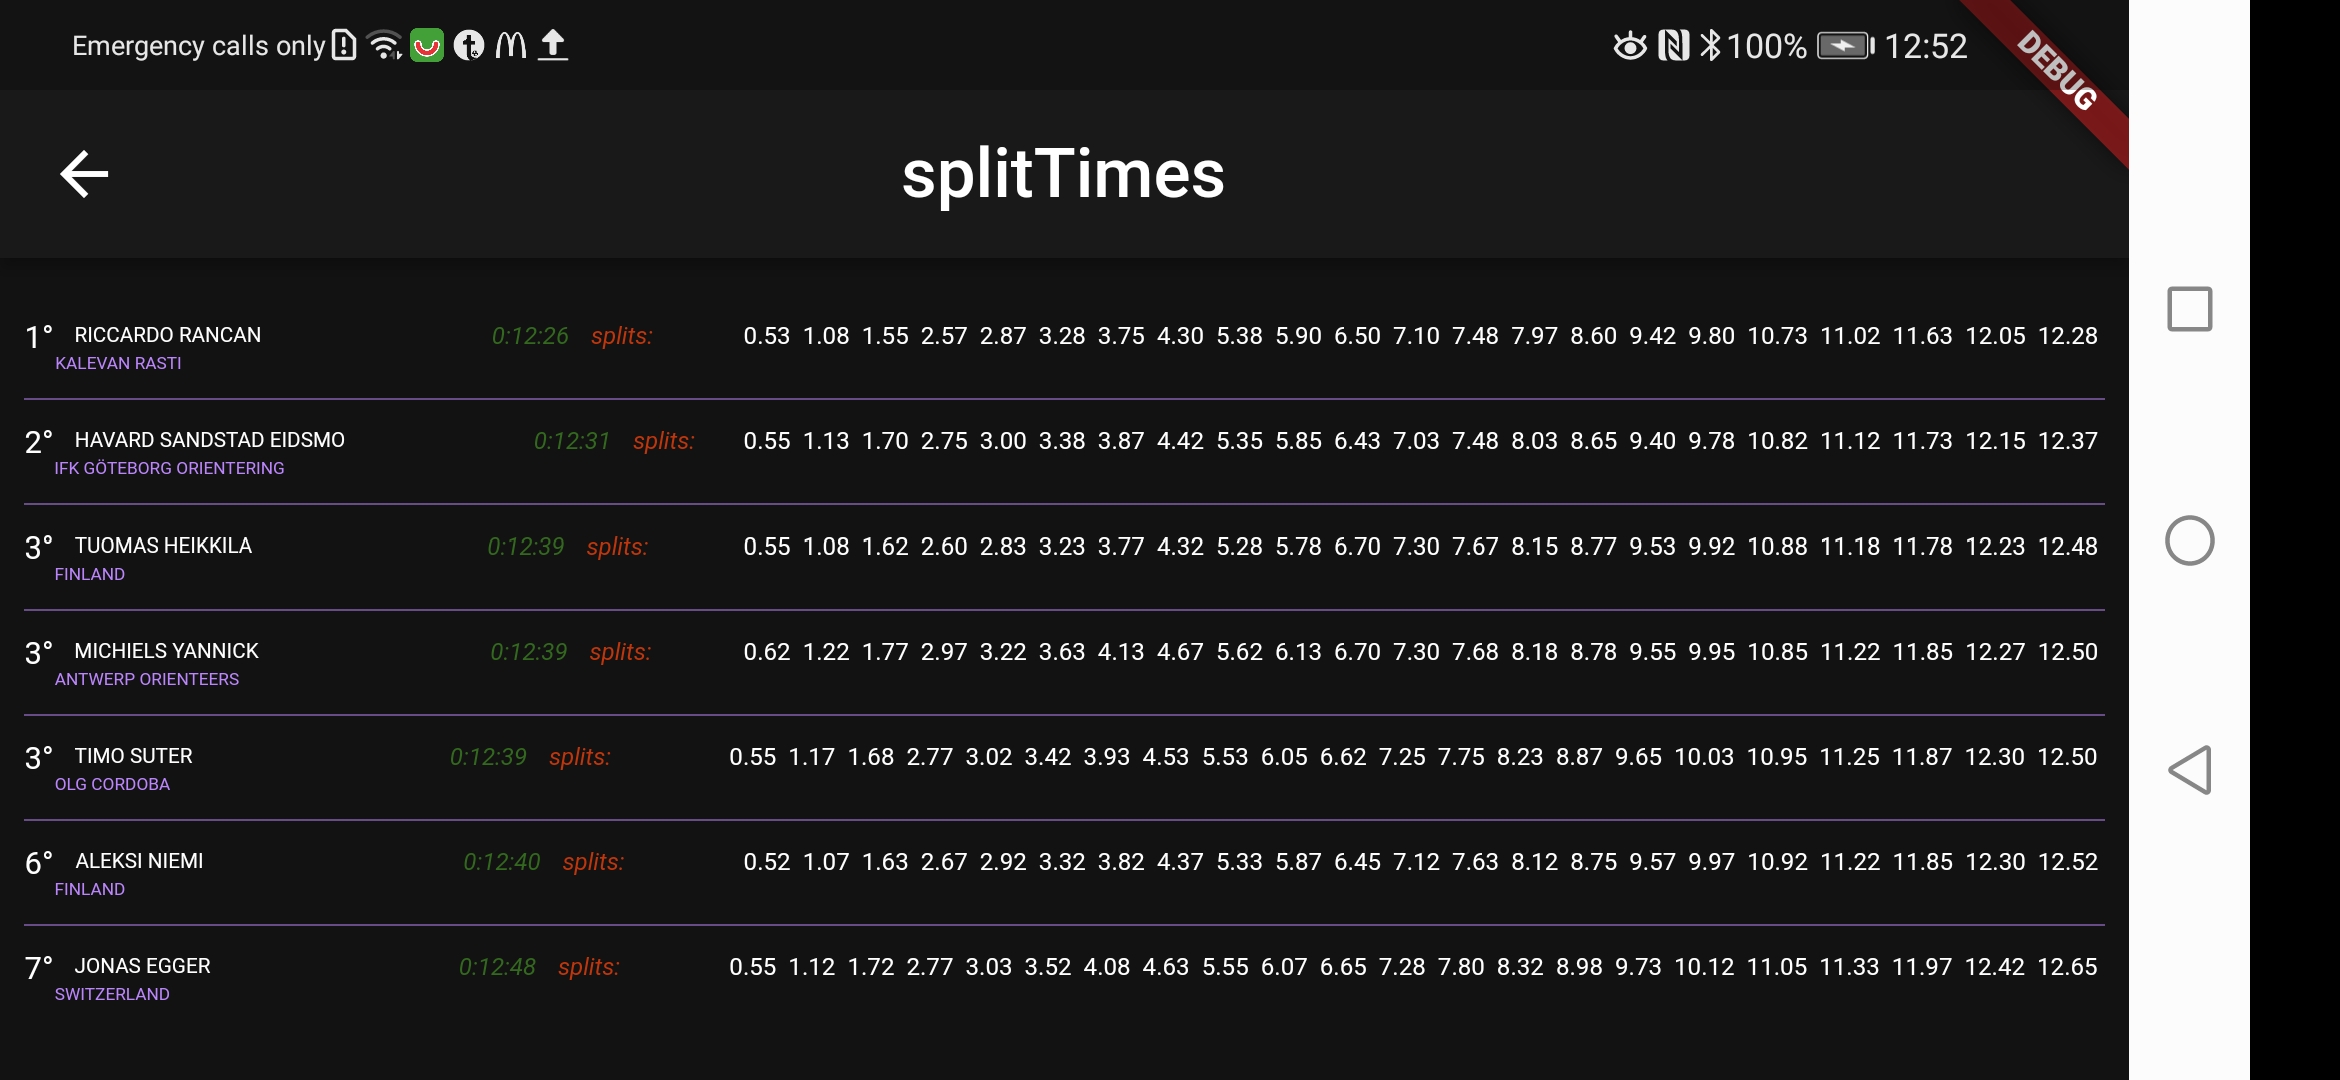 Emergency calls only 100% 12:52
DEBUG
splitTimes
1° RICCARDO RANCAN 0:12:26 splits: 0.53 1.08 1.55 2.57 2.87 3.28 3.75 4.30 5.38 5.90 6.50 7.10 7.48 7.97 8.60 9.42 9.80 10.73 11.02 11.63 12.05 12.28
KALEVAN RASTI
2° HAVARD SANDSTAD EIDSMO 0:12:31 splits: 0.55 1.13 1.70 2.75 3.00 3.38 3.87 4.42 5.35 5.85 6.43 7.03 7.48 8.03 8.65 9.40 9.78 10.82 11.12 11.73 12.15 12.37
IFK GÖTEBORG ORIENTERING
3° TUOMAS HEIKKILA 0:12:39 splits: 0.55 1.08 1.62 2.60 2.83 3.23 3.77 4.32 5.28 5.78 6.70 7.30 7.67 8.15 8.77 9.53 9.92 10.88 11.18 11.78 12.23 12.48
FINLAND
3° MICHIELS YANNICK 0:12:39 splits: 0.62 1.22 1.77 2.97 3.22 3.63 4.13 4.67 5.62 6.13 6.70 7.30 7.68 8.18 8.78 9.55 9.95 10.85 11.22 11.85 12.27 12.50
ANTWERP ORIENTEERS
3° TIMO SUTER 0:12:39 splits: 0.55 1.17 1.68 2.77 3.02 3.42 3.93 4.53 5.53 6.05 6.62 7.25 7.75 8.23 8.87 9.65 10.03 10.95 11.25 11.87 12.30 12.50
OLG CORDOBA
6° ALEKSI NIEMI 0:12:40 splits: 0.52 1.07 1.63 2.67 2.92 3.32 3.82 4.37 5.33 5.87 6.45 7.12 7.63 8.12 8.75 9.57 9.97 10.92 11.22 11.85 12.30 12.52
FINLAND
7° JONAS EGGER 0:12:48 splits: 0.55 1.12 1.72 2.77 3.03 3.52 4.08 4.63 5.55 6.07 6.65 7.28 7.80 8.32 8.98 9.73 10.12 11.05 11.33 11.97 12.42 12.65
SWITZERLAND